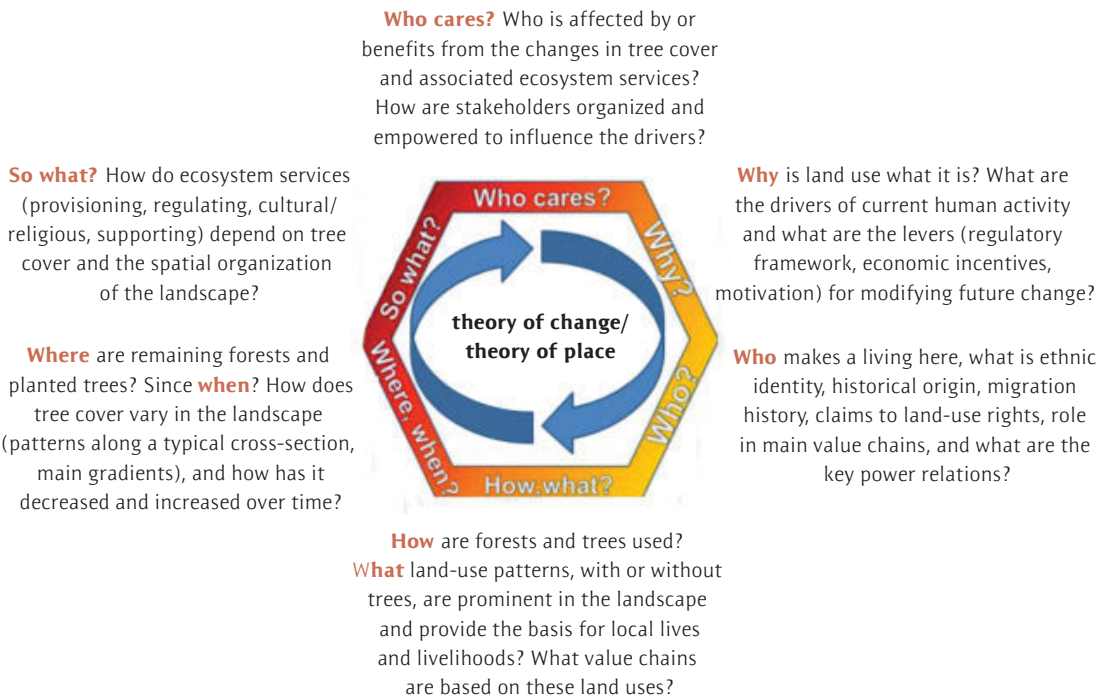 Who cares? Who is affected by or
benefits from the changes in tree cover
and associated ecosystem services?
How are stakeholders organized and
empowered to influence the drivers?
So what? How do ecosystem services
(provisioning, regulating, cultural/
religious, supporting) depend on tree
cover and the spatial organization
of the landscape?
Why is land use what it is? What are
the drivers of current human activity
and what are the levers (regulatory
framework, economic incentives,
motivation) for modifying future change?
Who cares?
Why?
Who?
How, what?
Where, when?
So what?
theory of change/
theory of place
Where are remaining forests and
planted trees? Since when? How does
tree cover vary in the landscape
(patterns along a typical cross-section,
main gradients), and how has it
decreased and increased over time?
Who makes a living here, what is ethnic
identity, historical origin, migration
history, claims to land-use rights, role
in main value chains, and what are the
key power relations?
How are forests and trees used?
What land-use patterns, with or without
trees, are prominent in the landscape
and provide the basis for local lives
and livelihoods? What value chains
are based on these land uses?